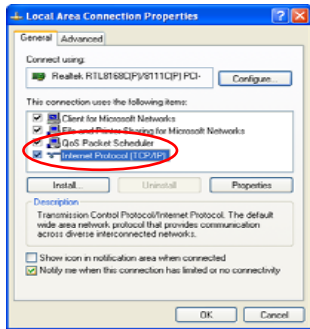 Local Area Connection Properties
General Advanced
Connect using:
Realtek RTL8168C(P)/8111C(P) PCI-
Configure...
This connection uses the following items:
Client for Microsoft Networks
File and Printer Sharing for Microsoft Networks
QoS Packet Scheduler
Internet Protocol (TCP/IP)
Install... Uninstall Properties
Description
Transmission Control Protocol/Internet Protocol. The default
wide area network protocol that provides communication
across diverse interconnected networks.
Show icon in notification area when connected
Notify me when this connection has limited or no connectivity
OK Cancel